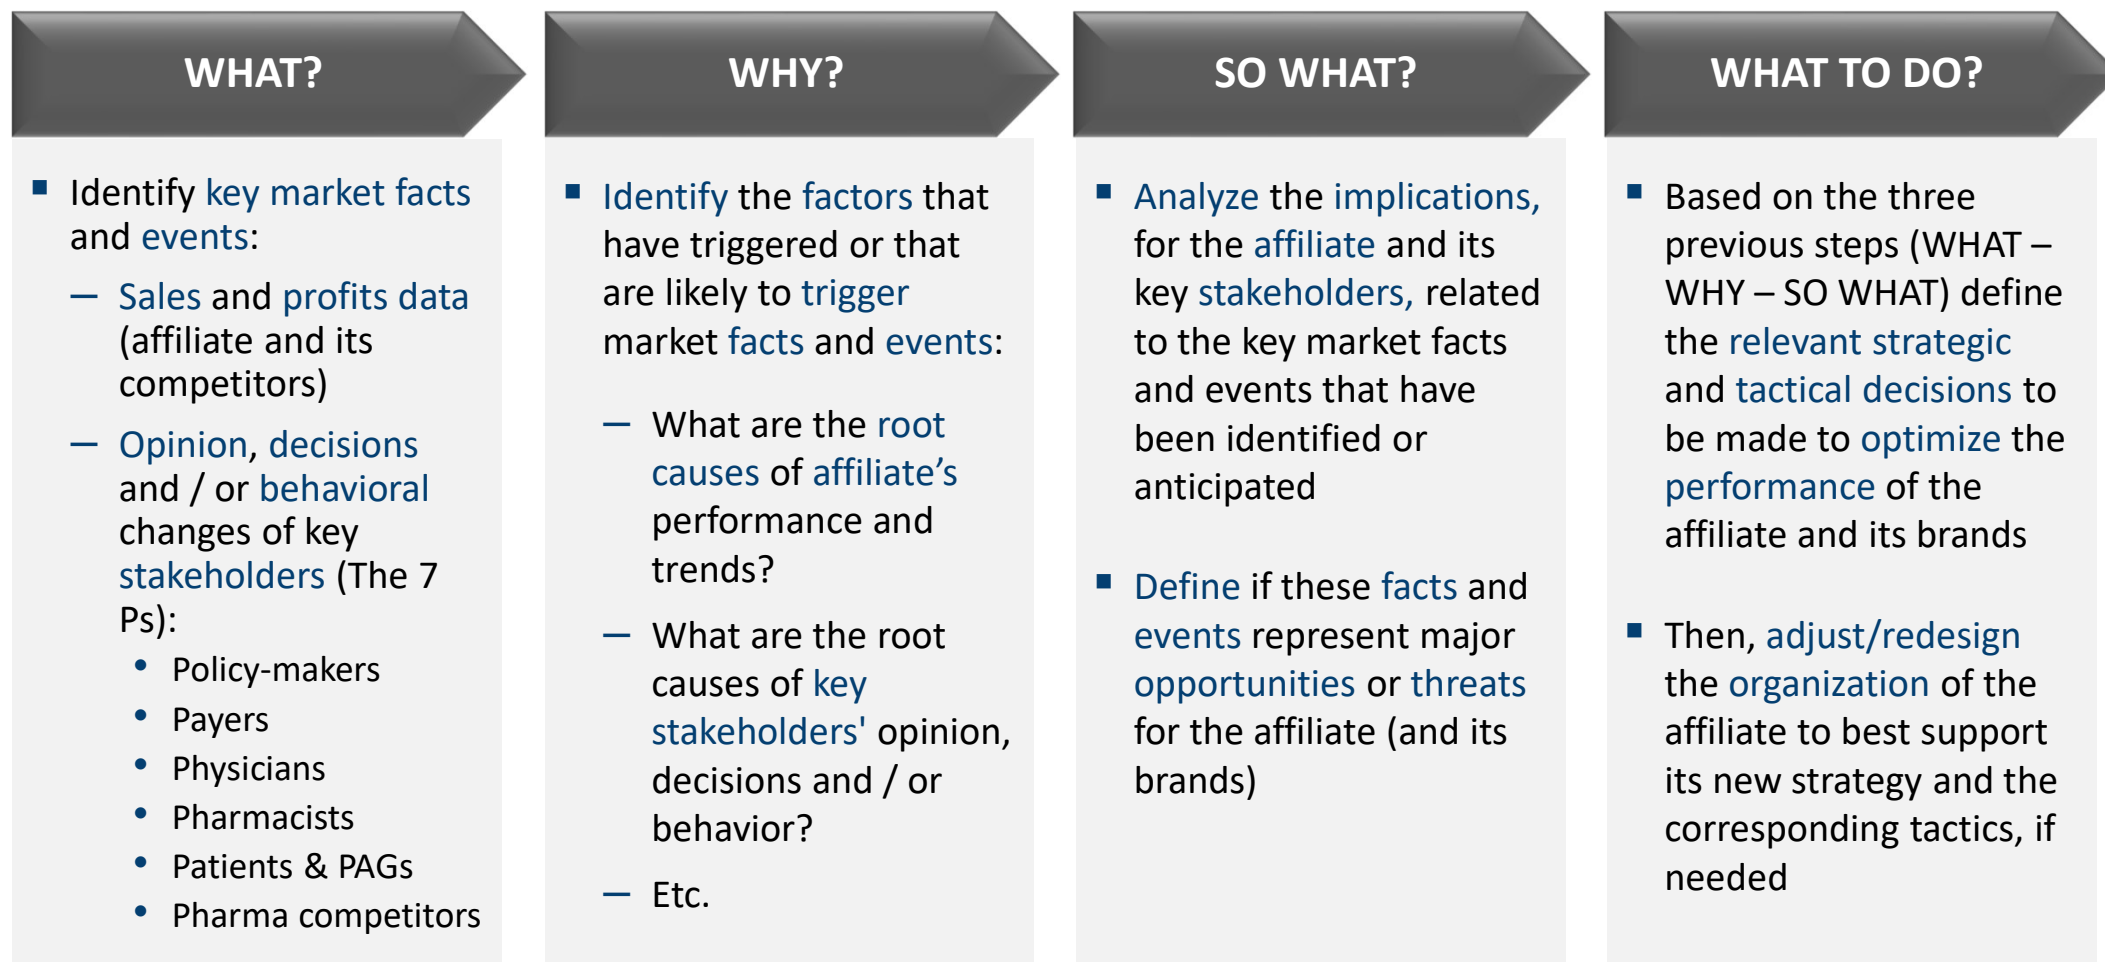 WHAT?
■ Identify key market facts
and events:
— Sales and profits data
(affiliate and its
competitors)
— Opinion, decisions
and / or behavioral
changes of key
stakeholders (The 7
Ps):
• Policy-makers
• Payers
• Physicians
• Pharmacists
• Patients & PAGs
• Pharma competitors
WHY?
■ Identify the factors that
have triggered or that
are likely to trigger
market facts and events:
— What are the root
causes of affiliate’s
performance and
trends?
— What are the root
causes of key
stakeholders' opinion,
decisions and / or
behavior?
— Etc.
SO WHAT?
■ Analyze the implications,
for the affiliate and its
key stakeholders, related
to the key market facts
and events that have
been identified or
anticipated
■ Define if these facts and
events represent major
opportunities or threats
for the affiliate (and its
brands)
WHAT TO DO?
■ Based on the three
previous steps (WHAT –
WHY – SO WHAT) define
the relevant strategic
and tactical decisions to
be made to optimize the
performance of the
affiliate and its brands
■ Then, adjust/redesign
the organization of the
affiliate to best support
its new strategy and the
corresponding tactics, if
needed